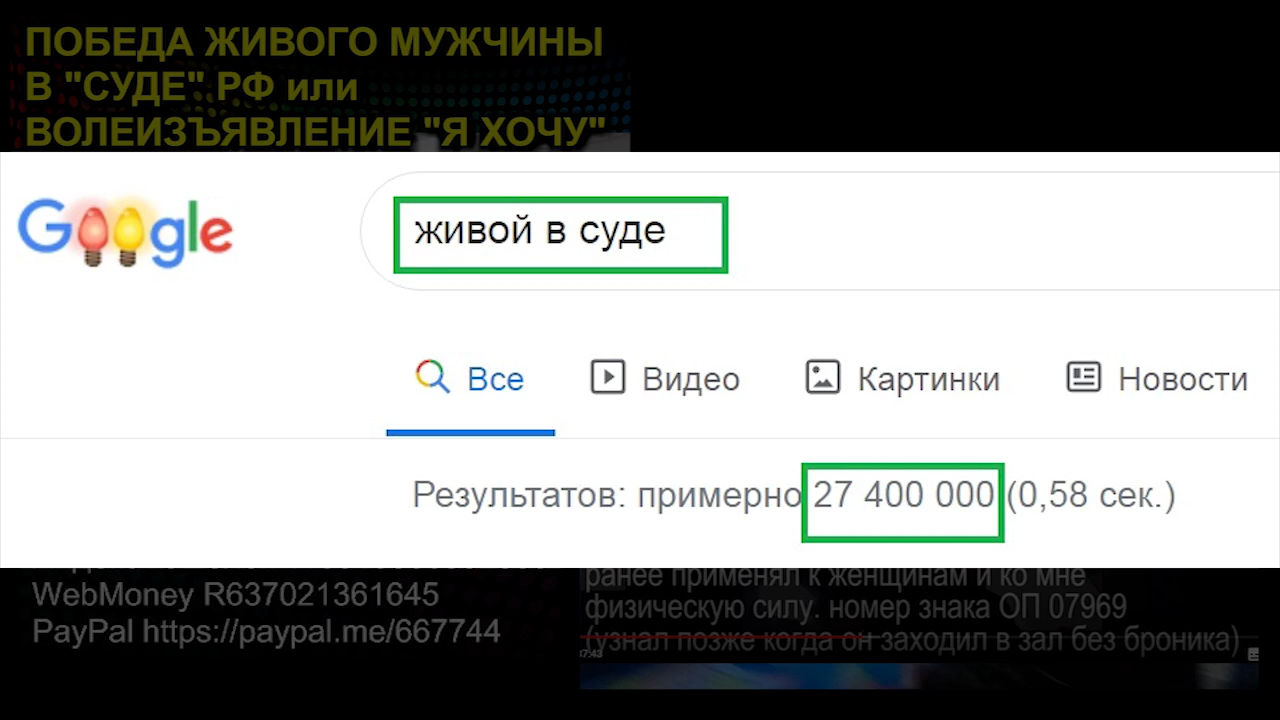 ПОБЕДА ЖИВОГО МУЖЧИНЫ
В "СУДЕ" РФ или
ВОЛЕИЗЪЯВЛЕНИЕ "Я ХОЧУ"
Google
живой в суде
Все Видео Картинки Новости
Результатов: примерно 27 400 000 (0,58 сек.)
WebMoney R637021361645
PayPal https://paypal.me/667744
ранее применял к женщинам и ко мне
физическую силу. номер знака ОП 07969
(узнал позже когда он заходил в зал без броника)